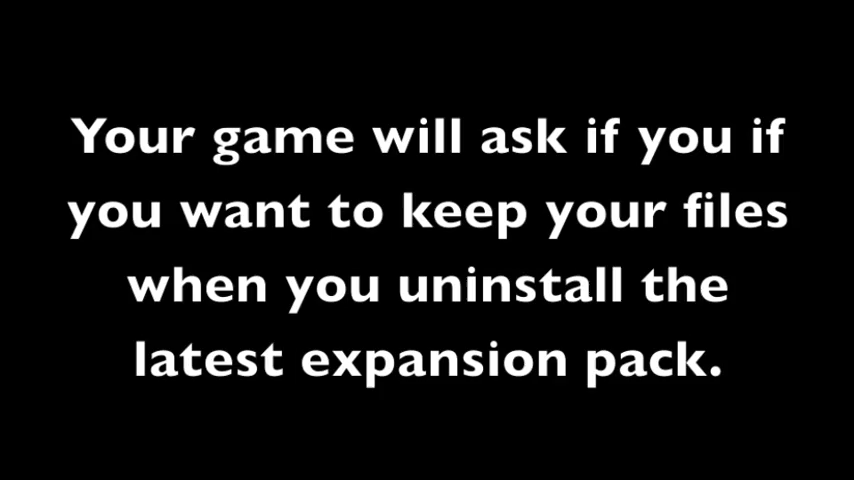 Your game will ask if you if
you want to keep your files
when you uninstall the
latest expansion pack.